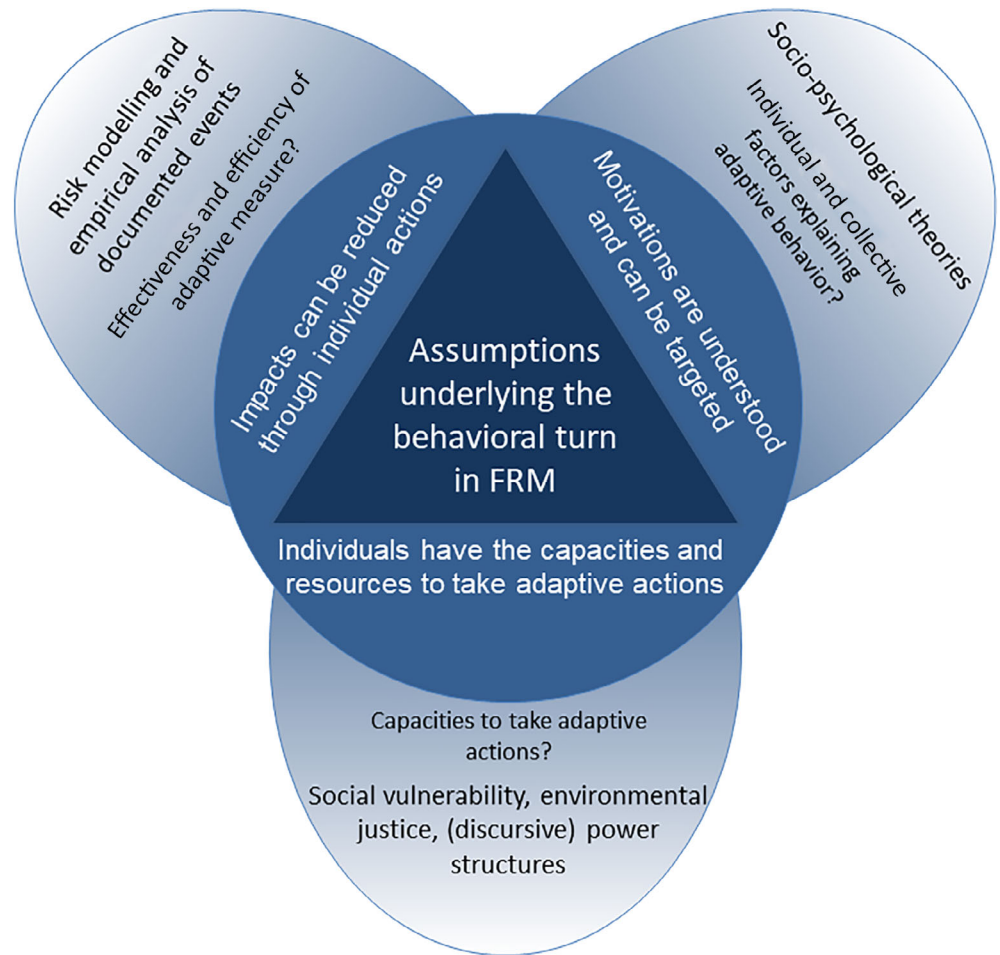 Risk modelling and
empirical analysis of
documented events
Effectiveness and efficiency of
adaptive measure?
Socio-psychological theories
Individual and collective
factors explaining
adaptive behavior?
Impacts can be reduced
through individual actions
Motivations are understood
and can be targeted
Assumptions
underlying the
behavioral turn
in FRM
Individuals have the capacities and
resources to take adaptive actions
Capacities to take adaptive
actions?
Social vulnerability, environmental
justice, (discursive) power
structures